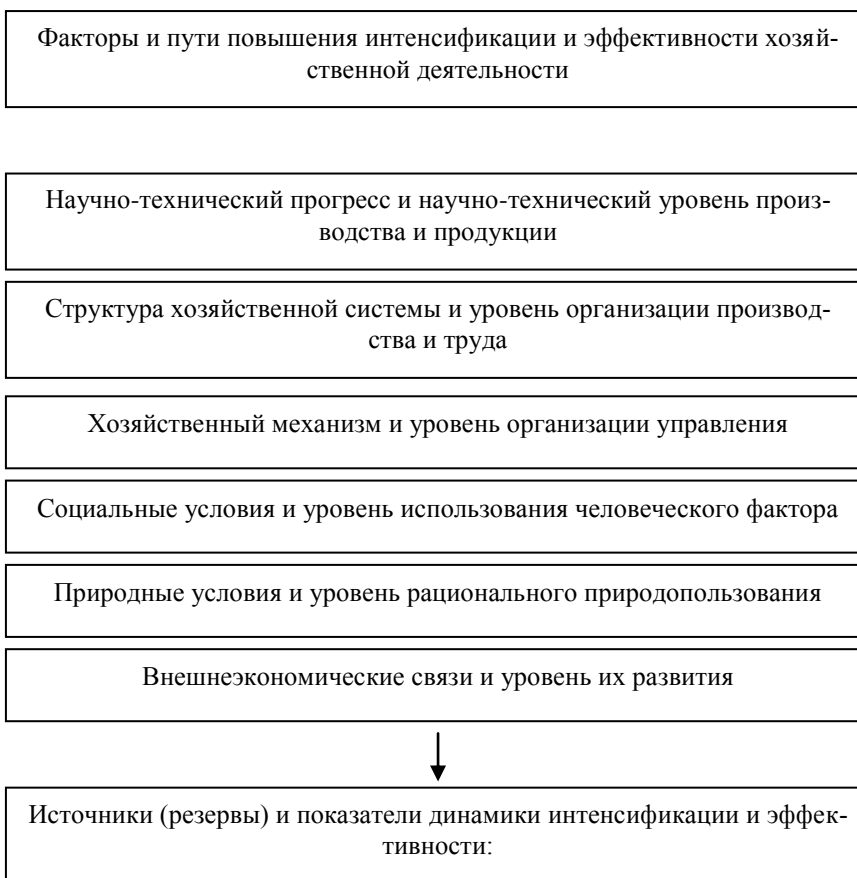 Факторы и пути повышения интенсификации и эффективности хозяй-
ственной деятельности
Научно-технический прогресс и научно-технический уровень произ-
водства и продукции
Структура хозяйственной системы и уровень организации производ-
ства и труда
Хозяйственный механизм и уровень организации управления
Социальные условия и уровень использования человеческого фактора
Природные условия и уровень рационального природопользования
Внешнеэкономические связи и уровень их развития
Источники (резервы) и показатели динамики интенсификации и эффек-
тивности: